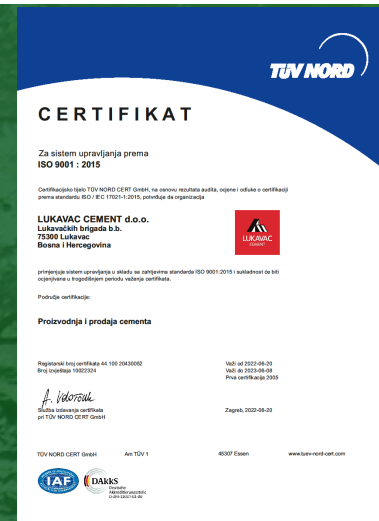 TÜV NORD
CERTIFIKAT
Za sistem upravljanja prema
ISO 9001 : 2015
Certifikacijsko tijelo TÜV NORD CERT GmbH, na osnovu rezultata audita, ocjene i odluke o certifikaciji
prema standardu ISO / IEC 17021-1:2015, potvrđuje da organizacija
LUKAVAC CEMENT d.o.o.
Lukavačkih brigada b.b.
75300 Lukavac
Bosna i Hercegovina
LUKAVAC
CEMENT
primjenjuje sistem upravljanja u skladu sa zahtjevima standarda ISO 9001:2015 i sukladnost će biti
ocjenjivana u trogodišnjem periodu važenja certifikata.
Područje certifikacije:
Proizvodnja i prodaja cementa
Registarski broj certifikata 44 100 20430052
Broj izvještaja 10022324
Važi od 2022-06-20
Važi do 2023-06-08
Prva certifikacija 2005
Služba izdavanja certifikata
pri TÜV NORD CERT GmbH
Zagreb, 2022-06-20
TÜV NORD CERT GmbH Am TÜV 1 45307 Essen www.tuev-nord-cert.com
IAF
DAkkS
Deutsche
Akkreditierungsstelle